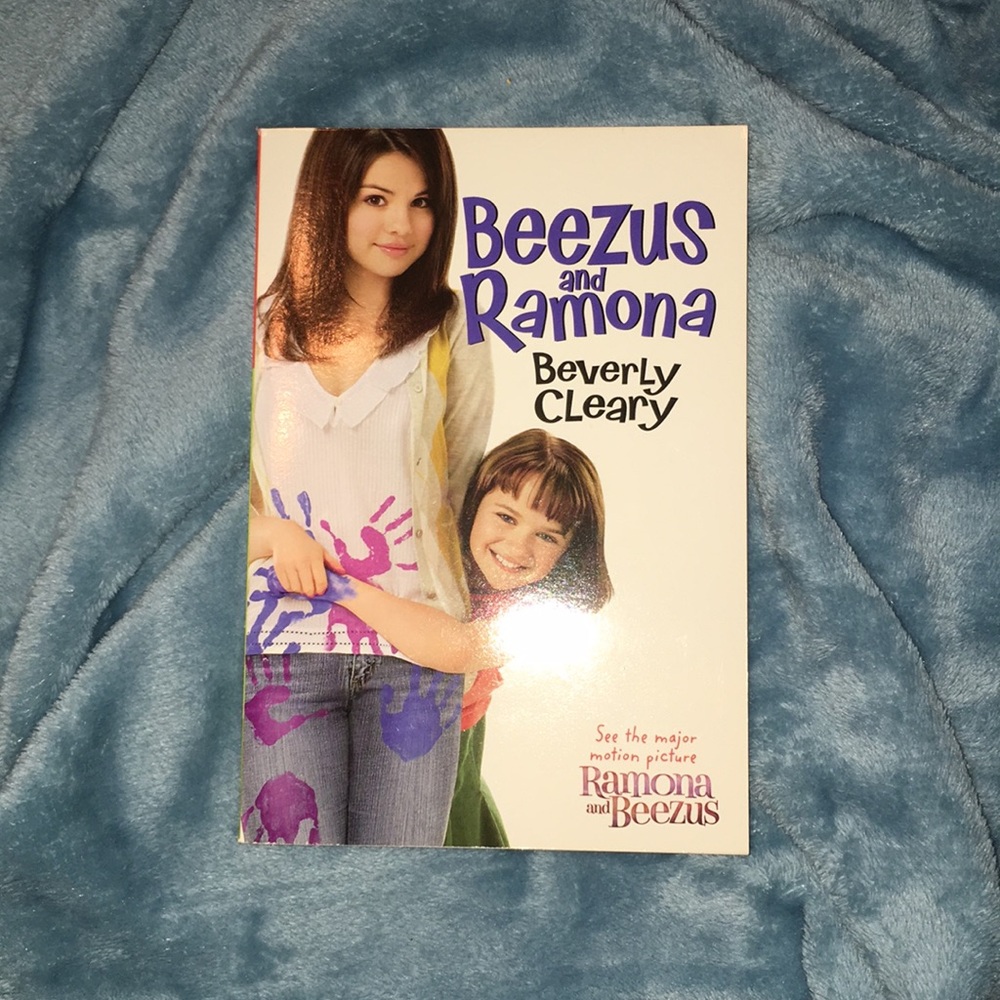 Beezus
and
Ramona
Beverly
Cleary
See the major
motion picture
Ramona
and Beezus